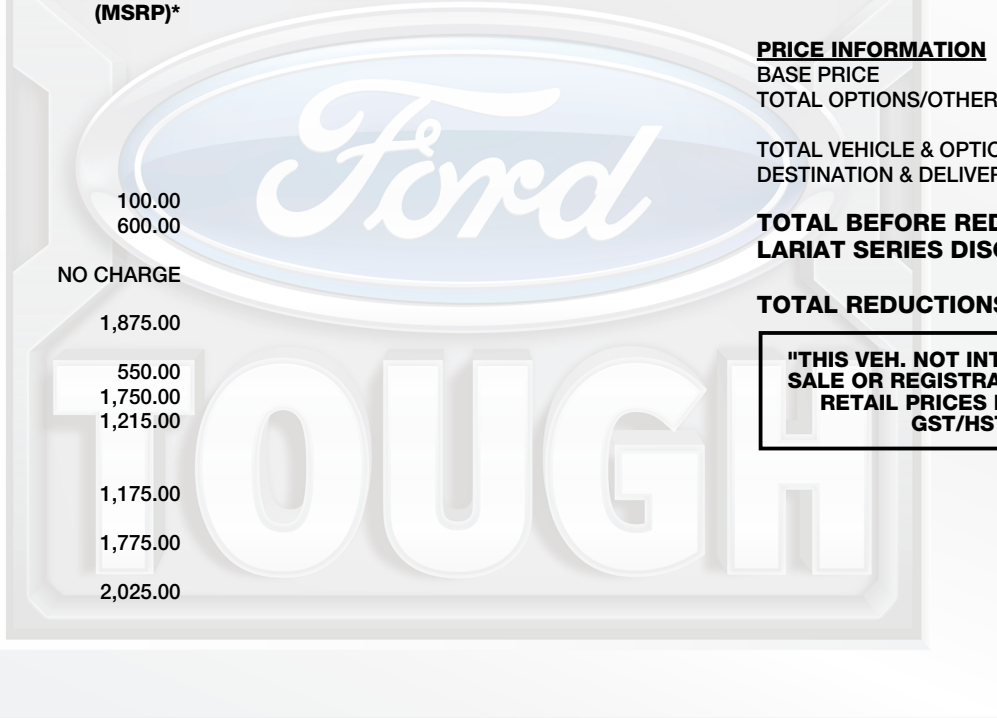 (MSRP)*
100.00
600.00
NO CHARGE
1,875.00
550.00
1,750.00
1,215.00
1,175.00
1,775.00
2,025.00
PRICE INFORMATION
BASE PRICE
TOTAL OPTIONS/OTHER
TOTAL VEHICLE & OPTIO
DESTINATION & DELIVER
TOTAL BEFORE RED
LARIAT SERIES DISC
TOTAL REDUCTIONS
"THIS VEH. NOT INT
SALE OR REGISTRA
RETAIL PRICES
GST/HST
Ford
TOUGH